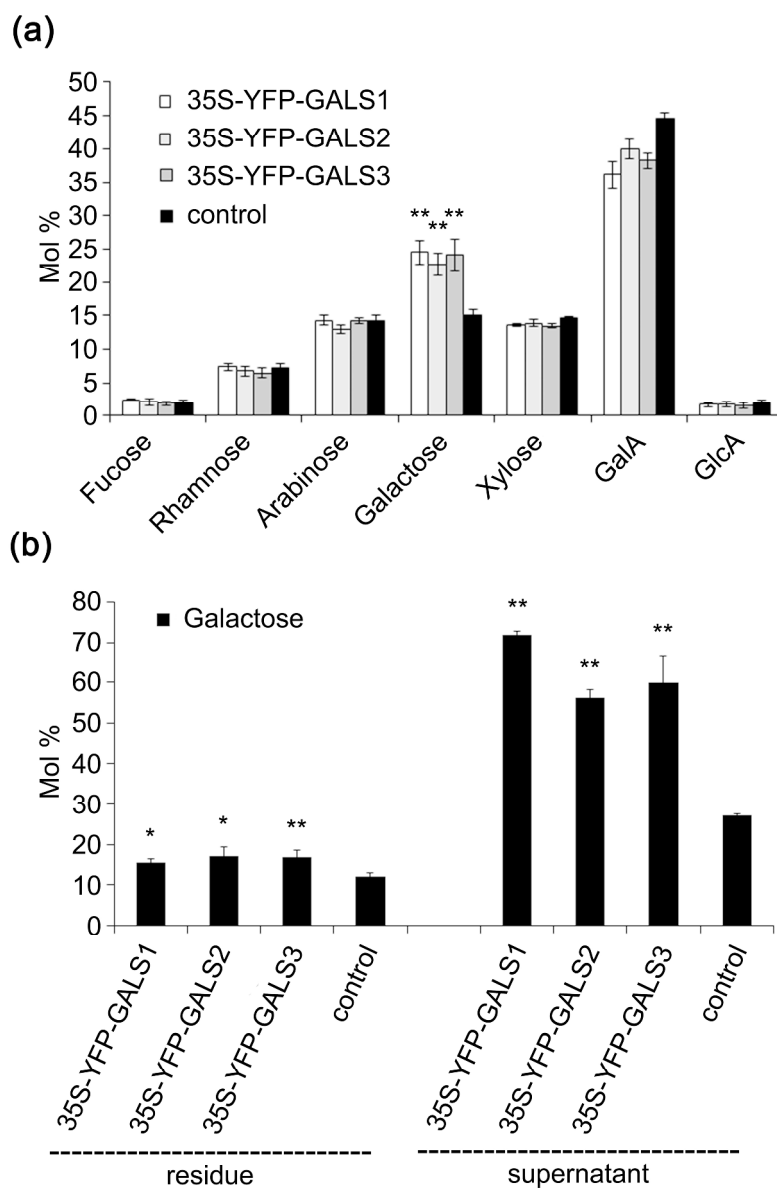 (a)
50
45
40
35
30
25
20
15
10
5
0
Mol %
35S-YFP-GALS1
35S-YFP-GALS2
35S-YFP-GALS3
control
** ** **
Fucose
Rhamnose
Arabinose
Galactose
Xylose
GalA
GlcA
(b)
80
70
60
50
40
30
20
10
0
Mol %
Galactose
* * **
** ** **
35S-YFP-GALS1
35S-YFP-GALS2
35S-YFP-GALS3
control
35S-YFP-GALS1
35S-YFP-GALS2
35S-YFP-GALS3
control
residue
supernatant